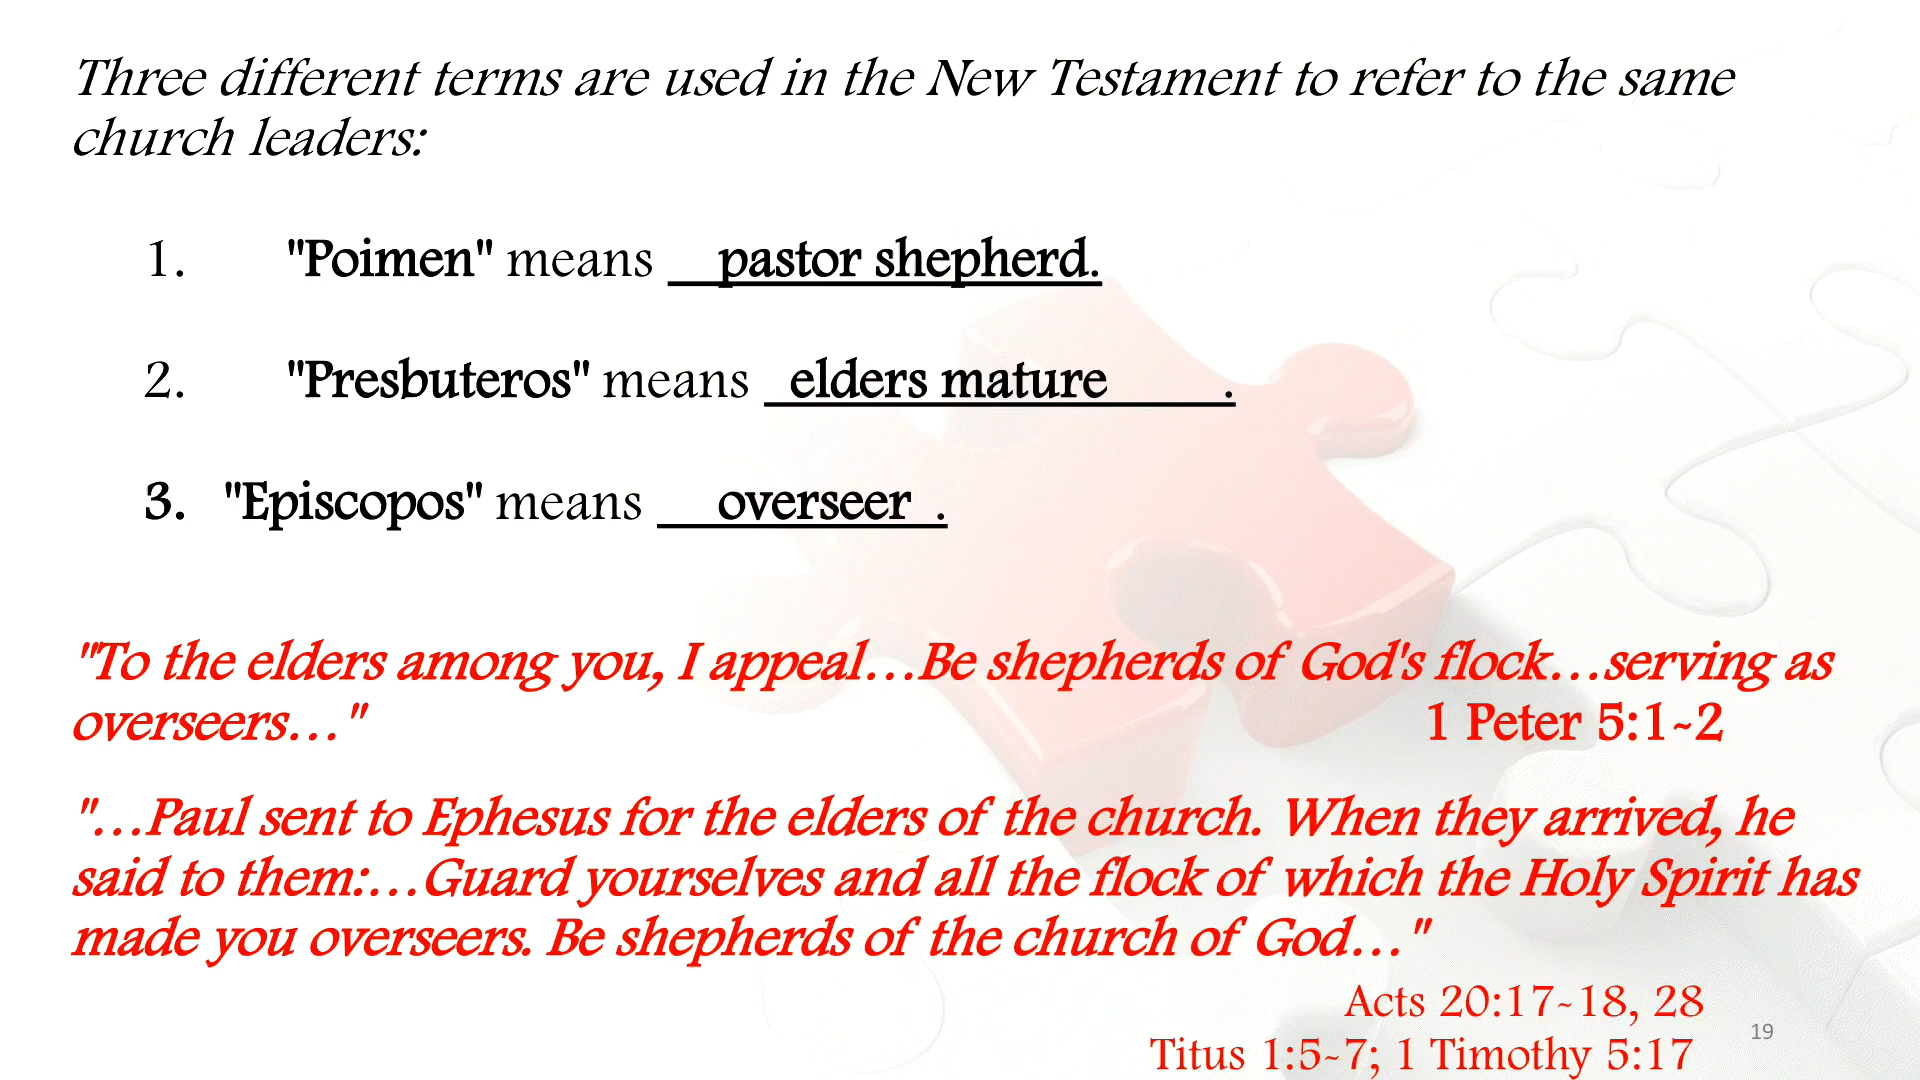 Three different terms are used in the New Testament to refer to the same
church leaders:
1. "Poimen" means __pastor shepherd.
2. "Presbuteros" means _elders mature____.
3. "Episcopos" means __overseer_.
"To the elders among you, I appeal…Be shepherds of God's flock…serving as
overseers…" 1 Peter 5:1-2
"…Paul sent to Ephesus for the elders of the church. When they arrived, he
said to them:…Guard yourselves and all the flock of which the Holy Spirit has
made you overseers. Be shepherds of the church of God…"
Acts 20:17-18, 28
Titus 1:5-7; 1 Timothy 5:17
19